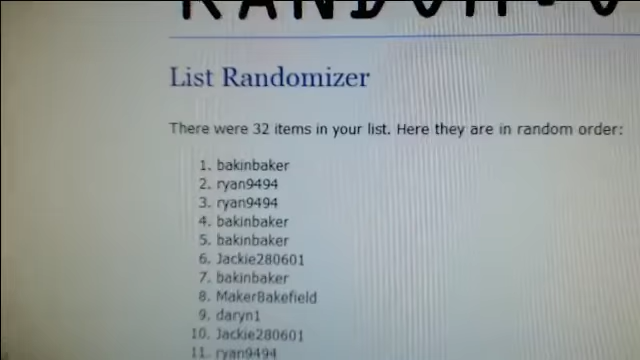 RANDOM.O
List Randomizer
There were 32 items in your list. Here they are in random order:
1. bakinbaker
2. ryan9494
3. ryan9494
4. bakinbaker
5. bakinbaker
6. Jackie280601
7. bakinbaker
8. MakerBakefield
9. daryn1
10. Jackie280601
11. ryan9494